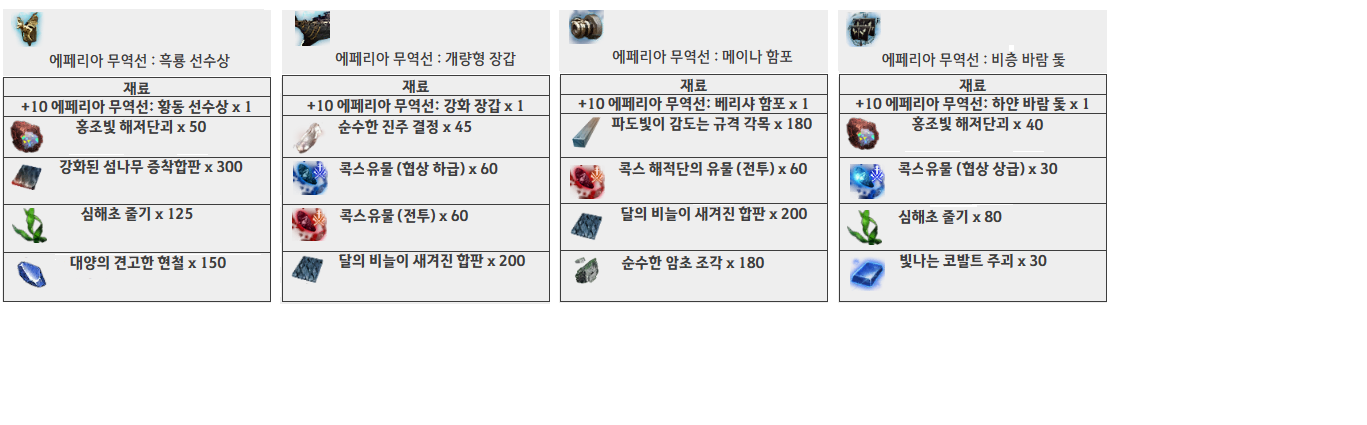 에페리아 무역선 : 흑룡 선수상
재료
+10 에페리아 무역선: 황동 선수상 x 1
홍조빛 해저단괴 x 50
강화된 섬나무 증착합판 x 300
심해초 줄기 x 125
대양의 견고한 현철 x 150
에페리아 무역선 : 개량형 장갑
재료
+10 에페리아 무역선: 강화 장갑 x 1
순수한 진주 결정 x 45
콕스유물 (협상 하급) x 60
콕스유물 (전투) x 60
달의 비늘이 새겨진 합판 x 200
에페리아 무역선 : 메이나 함포
재료
+10 에페리아 무역선: 베리샤 함포 x 1
파도빛이 감도는 규격 각목 x 180
콕스 해적단의 유물 (전투) x 60
달의 비늘이 새겨진 합판 x 200
순수한 암초 조각 x 180
에페리아 무역선 : 비층 바람 돛
재료
+10 에페리아 무역선: 하얀 바람 돛 x 1
홍조빛 해저단괴 x 40
콕스유물 (협상 상급) x 30
심해초 줄기 x 80
빛나는 코발트 주괴 x 30